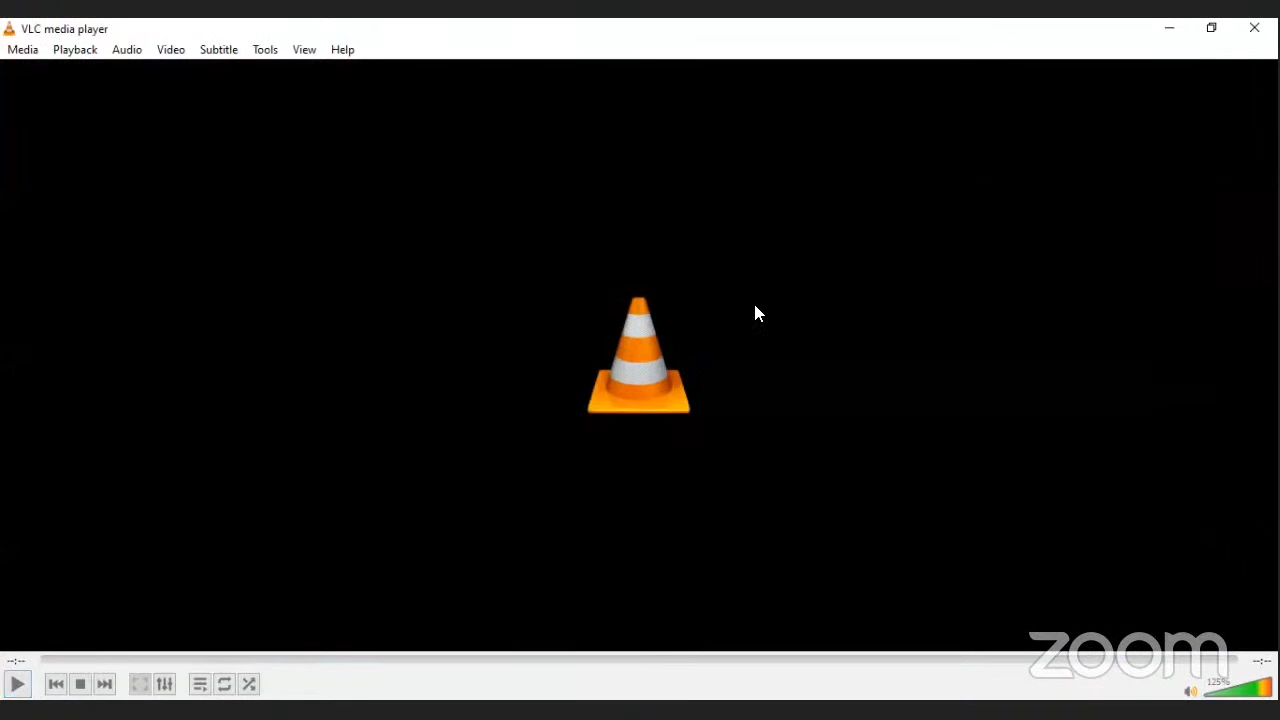 VLC media player
Media Playback Audio Video Subtitle Tools View Help
--:-- --:--
zoom
125%